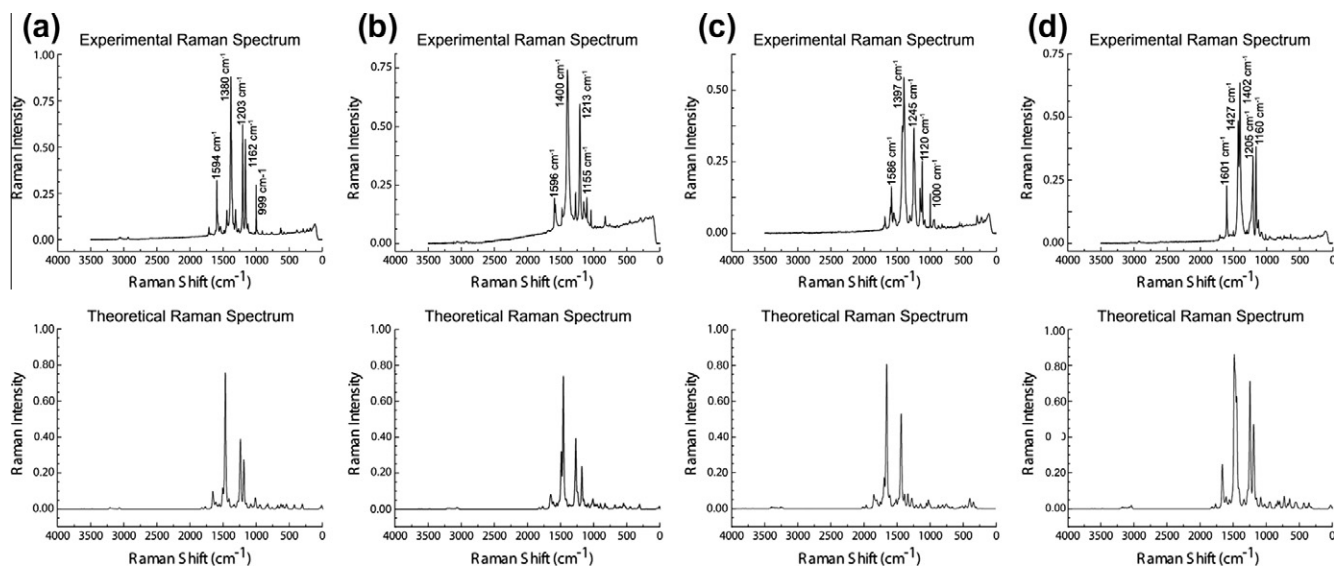 (a)
Experimental Raman Spectrum
1.00
0.75
0.50
0.25
0.00
Raman Intensity
1594 cm-1
1380 cm-1
1203 cm-1
1162 cm-1
999 cm-1
4000 3500 3000 2500 2000 1500 1000 500 0
Raman Shift (cm-1)
(b)
Experimental Raman Spectrum
0.75
0.50
0.25
0.00
Raman Intensity
1596 cm-1
1400 cm-1
1213 cm-1
1155 cm-1
4000 3500 3000 2500 2000 1500 1000 500 0
Raman Shift (cm-1)
(c)
Experimental Raman Spectrum
0.50
0.25
0.00
Raman Intensity
1586 cm-1
1397 cm-1
1245 cm-1
1120 cm-1
1000 cm-1
4000 3500 3000 2500 2000 1500 1000 500 0
Raman Shift (cm-1)
(d)
Experimental Raman Spectrum
0.75
0.50
0.25
0.00
Raman Intensity
1601 cm-1
1427 cm-1
1402 cm-1
1205 cm-1
1160 cm-1
4000 3500 3000 2500 2000 1500 1000 500 0
Raman Shift (cm-1)
Theoretical Raman Spectrum
1.00
0.80
0.60
0.40
0.20
0.00
Raman Intensity
4000 3500 3000 2500 2000 1500 1000 500 0
Raman Shift (cm-1)
Theoretical Raman Spectrum
1.00
0.80
0.60
0.40
0.20
0.00
Raman Intensity
4000 3500 3000 2500 2000 1500 1000 500 0
Raman Shift (cm-1)
Theoretical Raman Spectrum
1.00
0.80
0.60
0.40
0.20
0.00
Raman Intensity
4000 3500 3000 2500 2000 1500 1000 500 0
Raman Shift (cm-1)
Theoretical Raman Spectrum
1.00
0.80
0.60
0.20
0.00
Raman Intensity
4000 3500 3000 2500 2000 1500 1000 500 0
Raman Shift (cm-1)